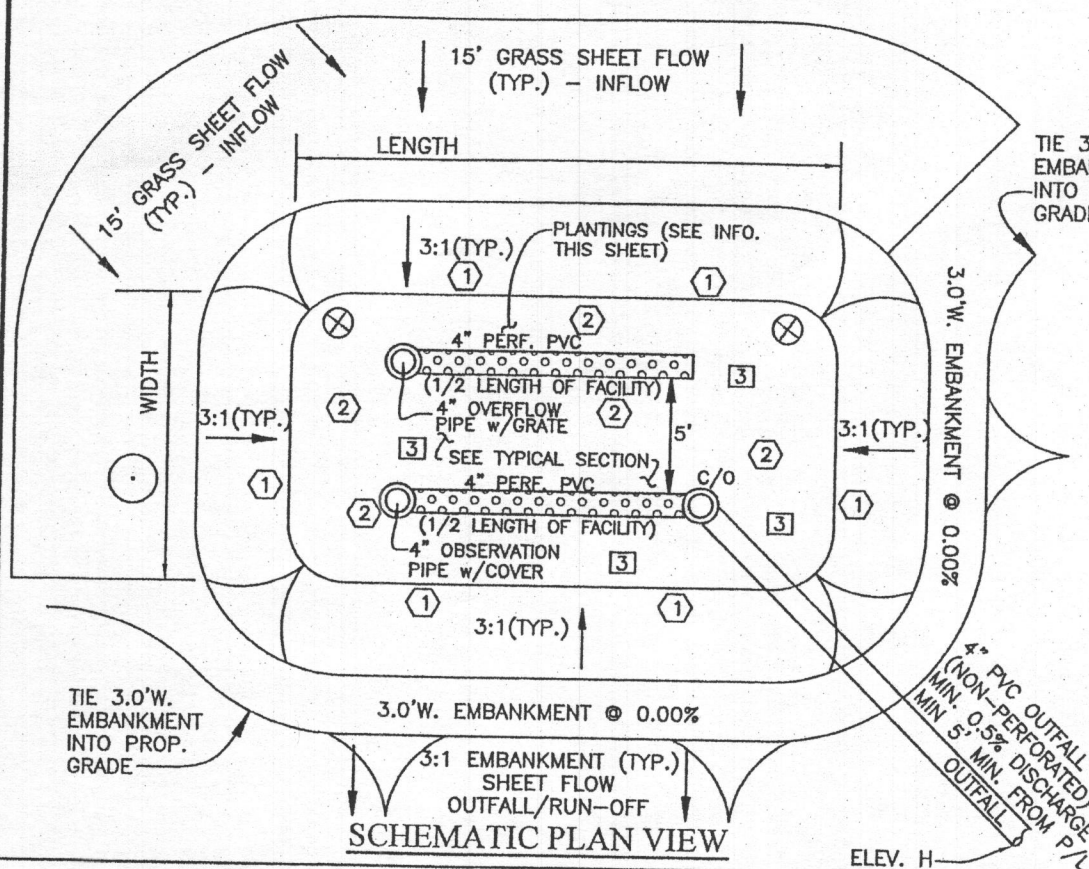 15' GRASS SHEET FLOW
(TYP.) – INFLOW
15' GRASS SHEET FLOW
(TYP.) – INFLOW
LENGTH
TIE 3
EMBA
INTO
GRADE
3:1(TYP.)
PLANTINGS (SEE INFO.
THIS SHEET)
1
1
2
4" PERF. PVC
(1/2 LENGTH OF FACILITY)
3
WIDTH
2
4" OVERFLOW
PIPE w/GRATE
2
5'
3:1(TYP.)
3:1(TYP.)
3
SEE TYPICAL SECTION
2
C/O
3.0'W. EMBANKMENT @ 0.00%
1
1
4" PERF. PVC
2
(1/2 LENGTH OF FACILITY)
3
4" OBSERVATION
PIPE w/COVER
3
1
1
3:1(TYP.)
4" PVC OUTFALL
(NON-PERFORATED)
MIN. 0.5% DISCHARGE
MIN 5' MIN. FROM P/L
OUTFALL
TIE 3.0'W.
EMBANKMENT
INTO PROP.
GRADE
3.0'W. EMBANKMENT @ 0.00%
3:1 EMBANKMENT (TYP.)
SHEET FLOW
OUTFALL/RUN-OFF
SCHEMATIC PLAN VIEW
ELEV. H